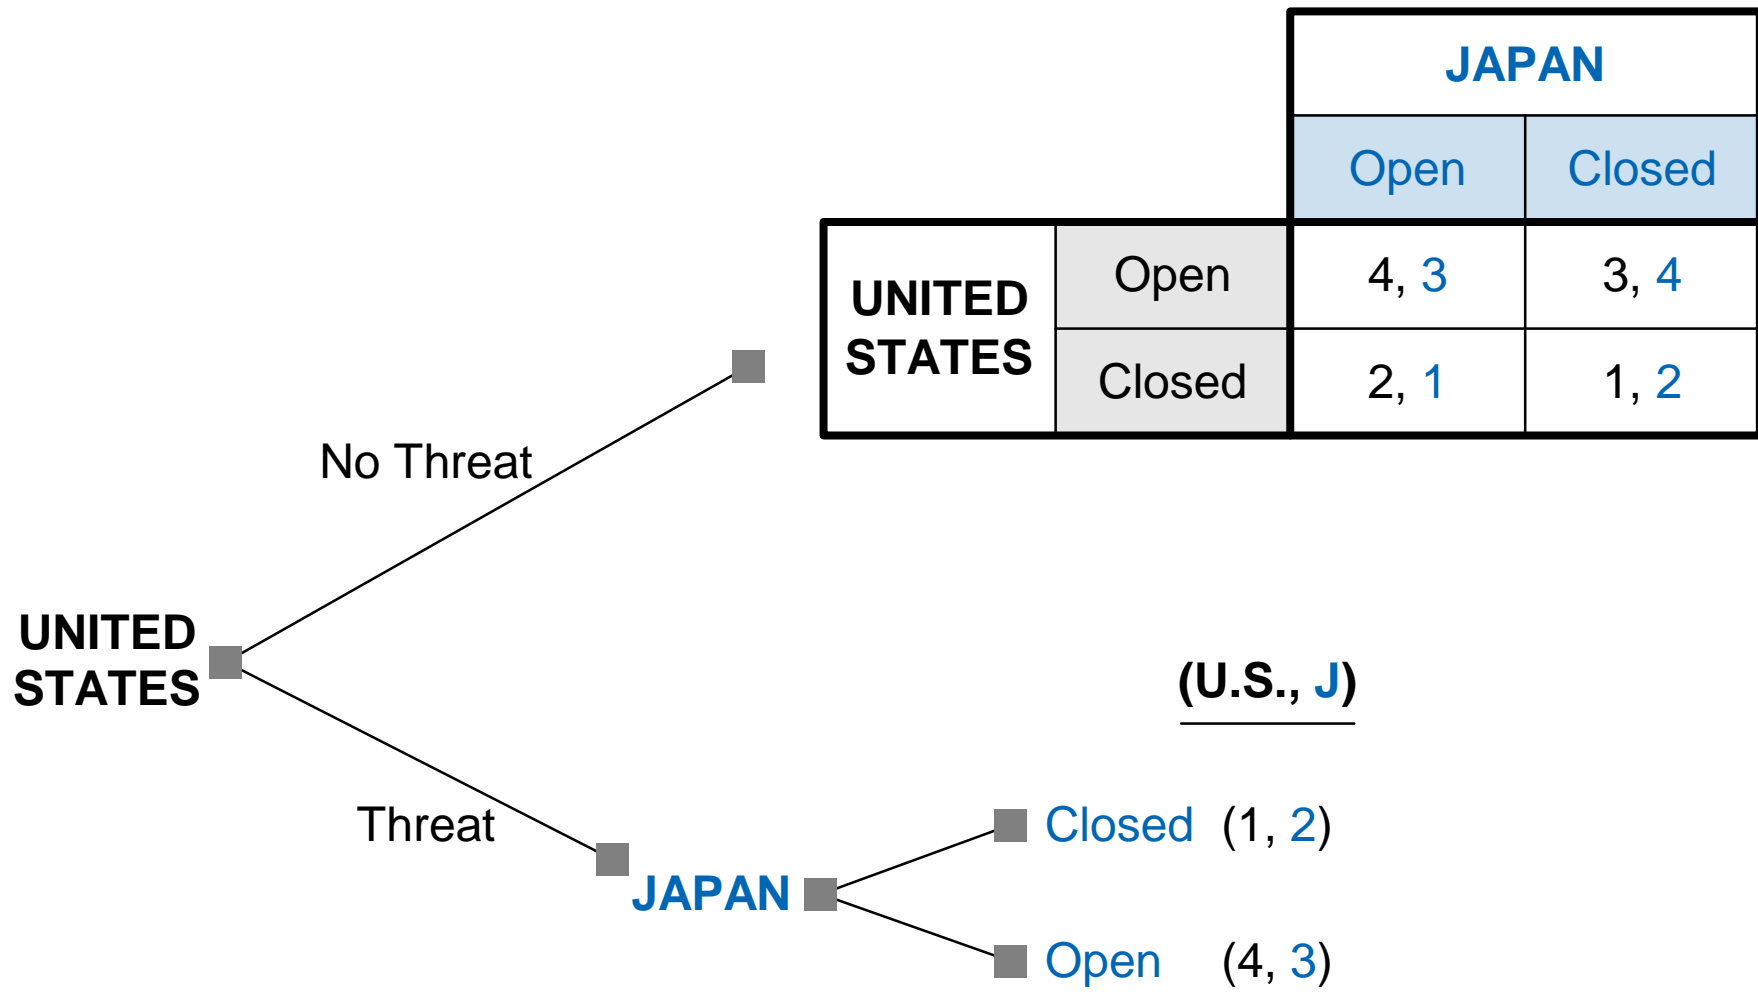 JAPAN
Open Closed
UNITED STATES
Open 4, 3 3, 4
Closed 2, 1 1, 2
No Threat
UNITED
STATES
(U.S., J)
Threat
Closed (1, 2)
JAPAN
Open (4, 3)